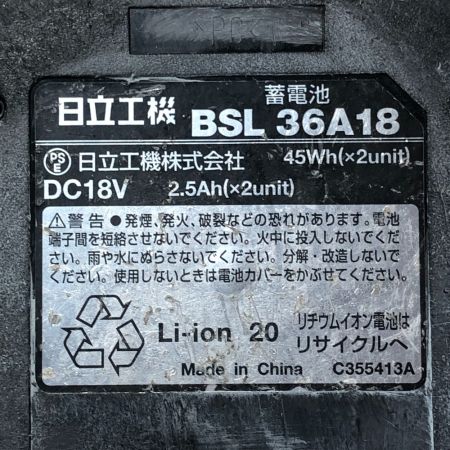 >PPC<
日立工機 蓄電池 BSL 36A18
PS E 日立工機株式会社 45Wh(×2unit)
DC18V 2.5Ah(×2unit)
⚠警告 ●発煙、発火、破裂などの恐れがあります。電池
端子間を短絡させないでください。火中に投入しないでくだ
さい。雨や水にぬらさないでください。分解・改造しないで
ください。使用しないときは電池カバーをかぶせてください。
Li-ion 20 リチウムイオン電池は
リサイクルへ
Made in China C355413A